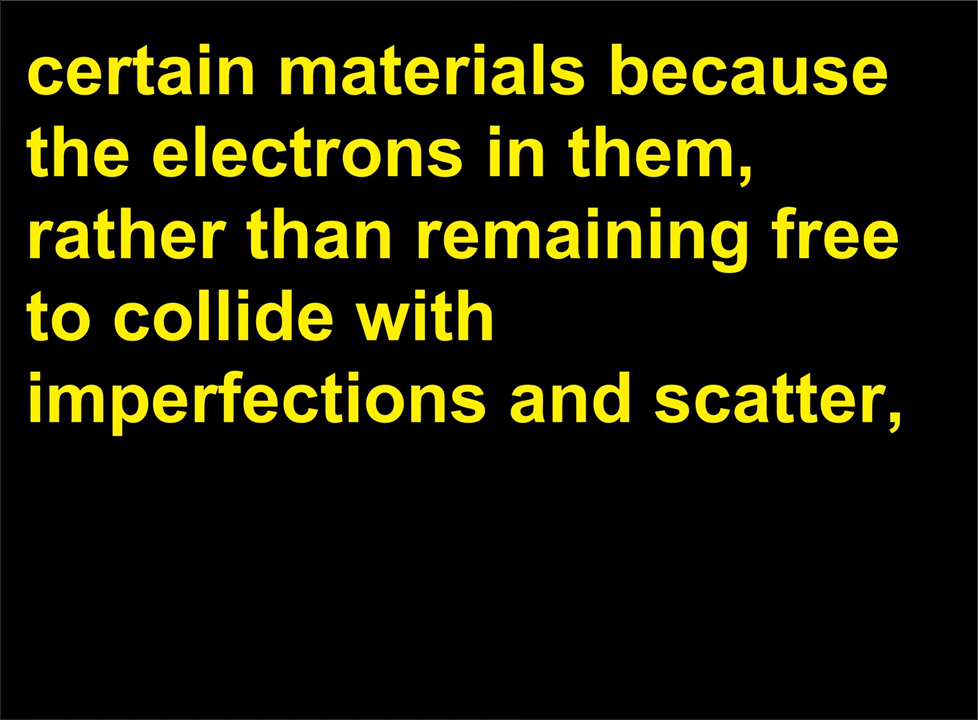 certain materials because
the electrons in them,
rather than remaining free
to collide with
imperfections and scatter,